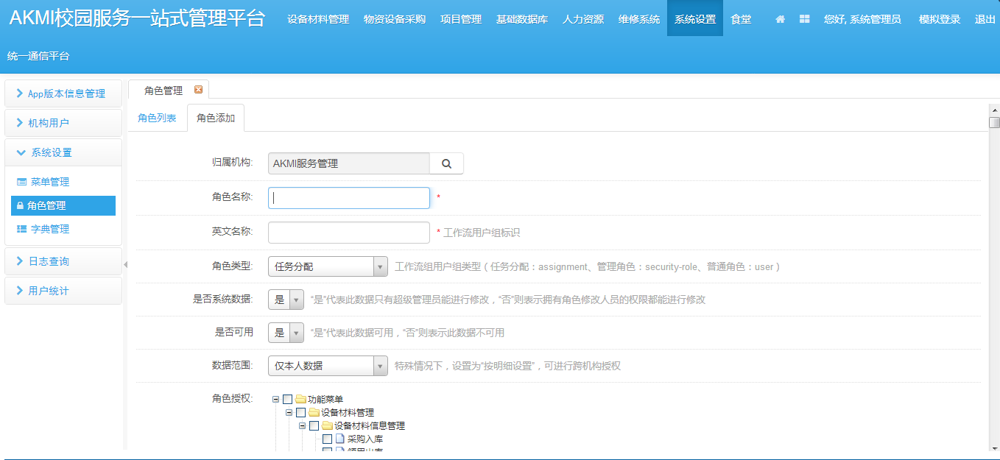 AKMI校园服务一站式管理平台 设备材料管理 物资设备采购 项目管理 基础数据库 人力资源 维修系统 系统设置 食堂 您好, 系统管理员 模拟登录 退出
统一通信平台
App版本信息管理
机构用户
系统设置
菜单管理
角色管理
字典管理
日志查询
用户统计
角色管理
角色列表 角色添加
归属机构: AKMI服务管理
角色名称: *
英文名称: * 工作流用户组标识
角色类型: 任务分配 工作流组用户组类型（任务分配：assignment、管理角色：security-role、普通角色：user）
是否系统数据: 是 “是”代表此数据只有超级管理员能进行修改，“否”则表示拥有角色修改人员的权限都能进行修改
是否可用 是 “是”代表此数据可用，“否”则表示此数据不可用
数据范围: 仅本人数据 特殊情况下，设置为“按明细设置”，可进行跨机构授权
角色授权: 功能菜单
设备材料管理
设备材料信息管理
采购入库